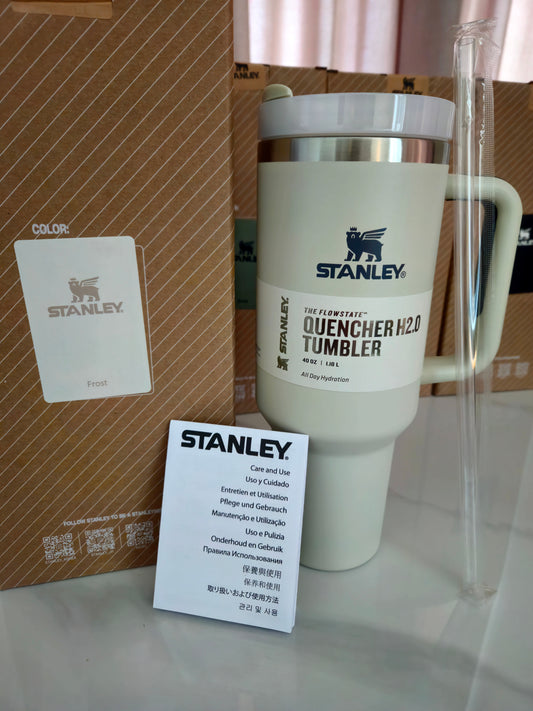 COLOR:
STANLEY
Frost
FOLLOW STANLEY TO BE A STANLEYNE
STANLEY®
THE FLOWSTATE™
QUENCHER H2.0
TUMBLER
40 OZ | 1.18 L
All Day Hydration
STANLEY
STANLEY®
Care and Use
Uso y Cuidado
Entretien et Utilisation
Pflege und Gebrauch
Manutenção e Utilização
Uso e Pulizia
Onderhoud en Gebruik
Правила Использования
保養與使用
保养和使用
取り扱いおよび使用方法
관리 및 사용
STANLEY